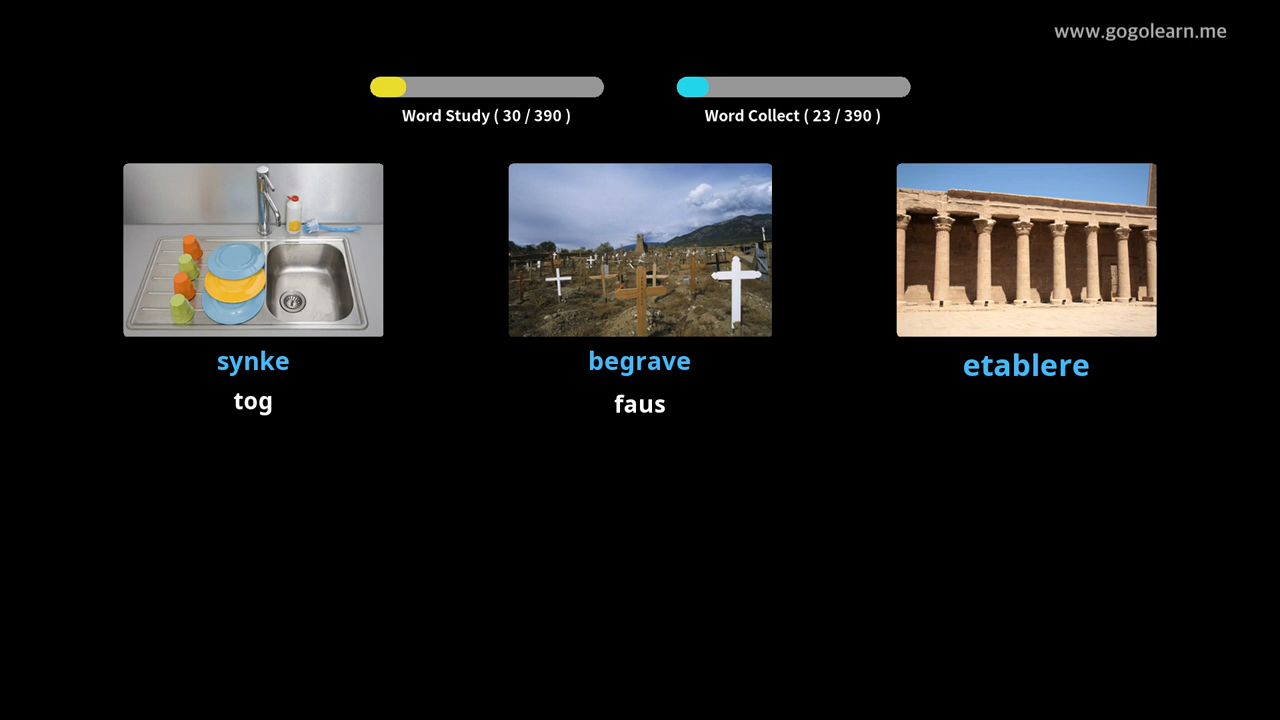 www.gogolearn.me
Word Study ( 30 / 390 )
Word Collect ( 23 / 390 )
synke
tog
begrave
faus
etablere